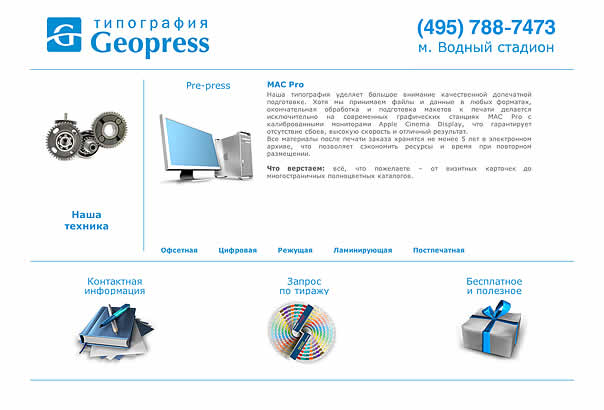 типография
Geopress
(495) 788-7473
м. Водный стадион
Pre-press
MAC Pro
Наша типография уделяет большое внимание качественной допечатной
подготовке. Хотя мы принимаем файлы и данные в любых форматах,
окончательная обработка и подготовка макетов к печати делается
исключительно на современных графических станциях MAC Pro с
калиброванными мониторами Apple Cinema Display, что гарантирует
отсутствие сбоев, высокую скорость и отличный результат.
Все материалы после печати заказа хранятся не менее 5 лет в электронном
архиве, что позволяет сэкономить ресурсы и время при повторном
размещении.
Что верстаем: всё, что пожелаете – от визитных карточек до
многостраничных полноцветных каталогов.
Наша
техника
Офсетная Цифровая Режущая Ламинирующая Постпечатная
Контактная
информация
Запрос
по тиражу
Бесплатное
и полезное